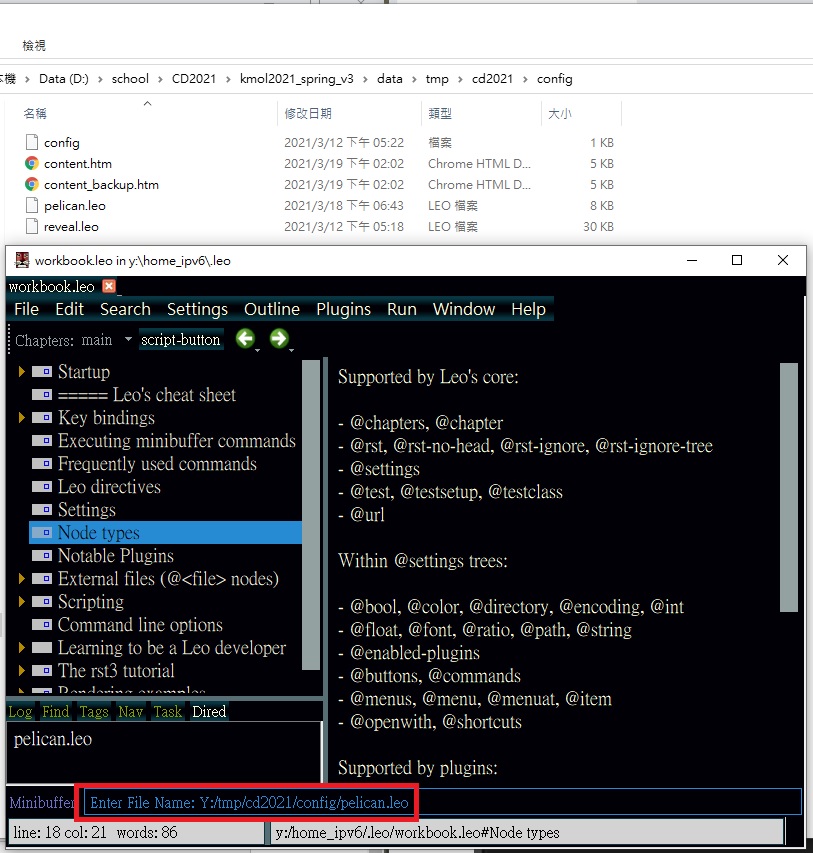 檢視
本機 › Data (D:) › school › CD2021 › kmol2021_spring_v3 › data › tmp › cd2021 › config
名稱 修改日期 類型 大小
config 2021/3/12 下午 05:22 檔案 1 KB
content.htm 2021/3/19 下午 02:02 Chrome HTML D... 5 KB
content_backup.htm 2021/3/19 下午 02:02 Chrome HTML D... 5 KB
pelican.leo 2021/3/18 下午 06:43 LEO 檔案 8 KB
reveal.leo 2021/3/12 下午 05:18 LEO 檔案 30 KB
workbook.leo in y:\home_ipv6\.leo
workbook.leo
File Edit Search Settings Outline Plugins Run Window Help
Chapters: main script-button
Startup
===== Leo's cheat sheet
Key bindings
Executing minibuffer commands
Frequently used commands
Leo directives
Settings
Node types
Notable Plugins
External files (@<file> nodes)
Scripting
Command line options
Learning to be a Leo developer
The rst3 tutorial
Rendering examples
Supported by Leo's core:
- @chapters, @chapter
- @rst, @rst-no-head, @rst-ignore, @rst-ignore-tree
- @settings
- @test, @testsetup, @testclass
- @url
Within @settings trees:
- @bool, @color, @directory, @encoding, @int
- @float, @font, @ratio, @path, @string
- @enabled-plugins
- @buttons, @commands
- @menus, @menu, @menuat, @item
- @openwith, @shortcuts
Supported by plugins:
Log Find Tags Nav Task Dired
pelican.leo
Minibuffer Enter File Name: Y:/tmp/cd2021/config/pelican.leo
line: 18 col: 21 words: 86 y:/home_ipv6/.leo/workbook.leo#Node types